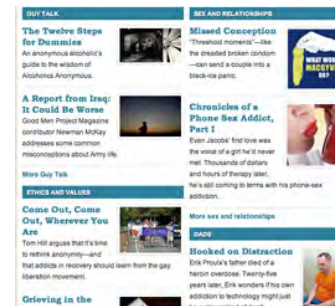 GUY TALK
The Twelve Steps
for Dummies
An anonymous alcoholic's
guide to the wisdom of
Alcoholics Anonymous.
A Report from Iraq:
It Could Be Worse
Good Men Project Magazine
contributor Newman McKay
addresses some common
misconceptions about Army life.
More Guy Talk
ETHICS AND VALUES
Come Out, Come
Out, Wherever You
Are
Tom Hill argues that it's time
to rethink anonymity—and
that addicts in recovery should learn from the gay
liberation movement.
Grieving in the
SEX AND RELATIONSHIPS
Missed Conception
"Threshold moments"—like
the dreaded broken condom
—can send a couple into a
black-ice panic.
WHAT WOULD
MACGYVER
DO?
Chronicles of a
Phone Sex Addict,
Part I
Evan Jacobs' first love was
the voice of a girl he'd never
met. Thousands of dollars
and hours of therapy later,
he's still coming to terms with his phone-sex
addiction.
More sex and relationships
DADS
Hooked on Distraction
Erik Proulx's father died of a
heroin overdose. Twenty-five
years later, Erik wonders if his own
addiction to technology might just